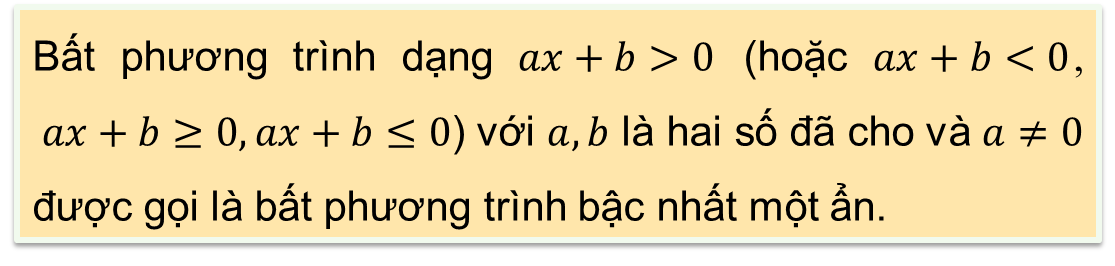 Bất phương trình dạng ax + b > 0 (hoặc ax + b < 0,
ax + b ≥ 0, ax + b ≤ 0) với a, b là hai số đã cho và a ≠ 0
được gọi là bất phương trình bậc nhất một ẩn.